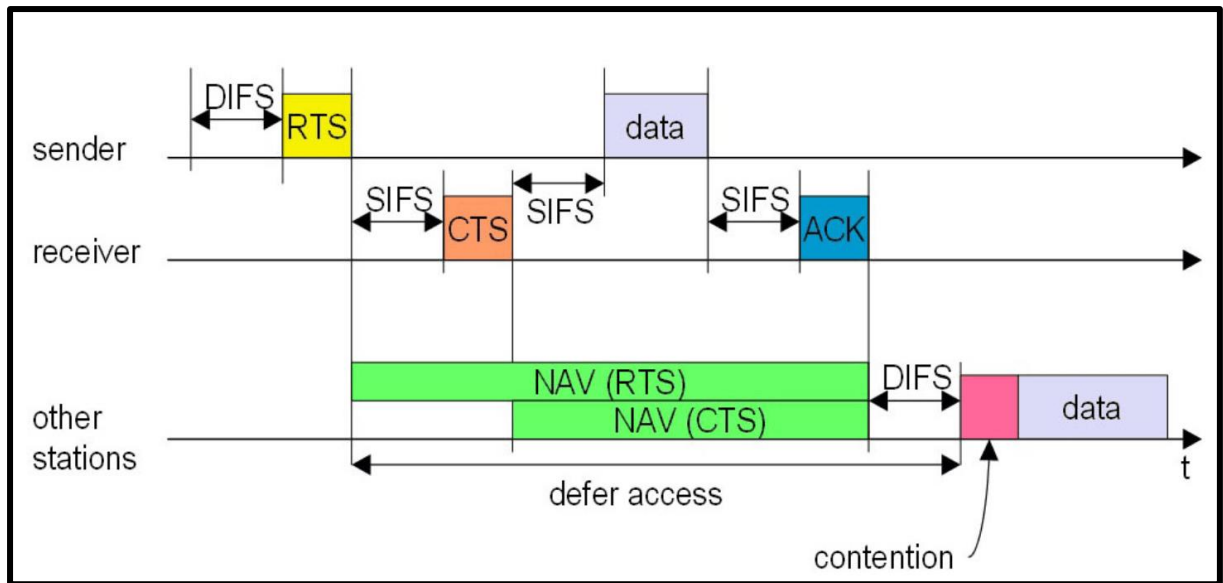 DIFS
RTS
data
sender
SIFS
CTS
SIFS
SIFS
ACK
receiver
NAV (RTS)
DIFS
NAV (CTS)
data
other
stations
t
defer access
contention